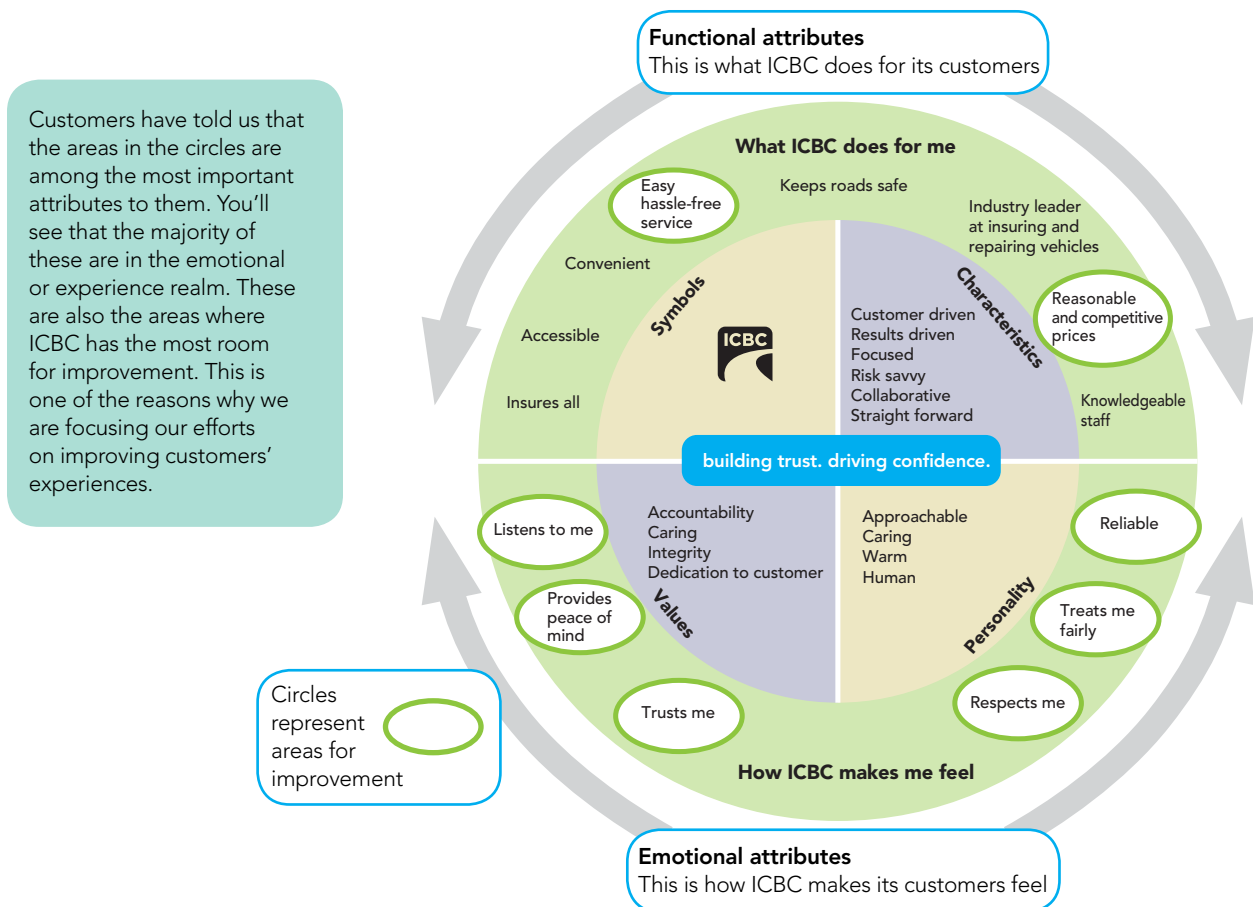 Functional attributes
This is what ICBC does for its customers
Customers have told us that
the areas in the circles are
among the most important
attributes to them. You’ll
see that the majority of
these are in the emotional
or experience realm. These
are also the areas where
ICBC has the most room
for improvement. This is
one of the reasons why we
are focusing our efforts
on improving customers’
experiences.
What ICBC does for me
Easy
hassle-free
service
Keeps roads safe
Industry leader
at insuring and
repairing vehicles
Convenient
Reasonable
and competitive
prices
Accessible
Insures all
Knowledgeable
staff
Symbols
ICBC
Characteristics
Customer driven
Results driven
Focused
Risk savvy
Collaborative
Straight forward
building trust. driving confidence.
Listens to me
Provides
peace of
mind
Trusts me
Accountability
Caring
Integrity
Dedication to customer
Values
Approachable
Caring
Warm
Human
Personality
Reliable
Treats me
fairly
Respects me
How ICBC makes me feel
Circles
represent
areas for
improvement
Emotional attributes
This is how ICBC makes its customers feel